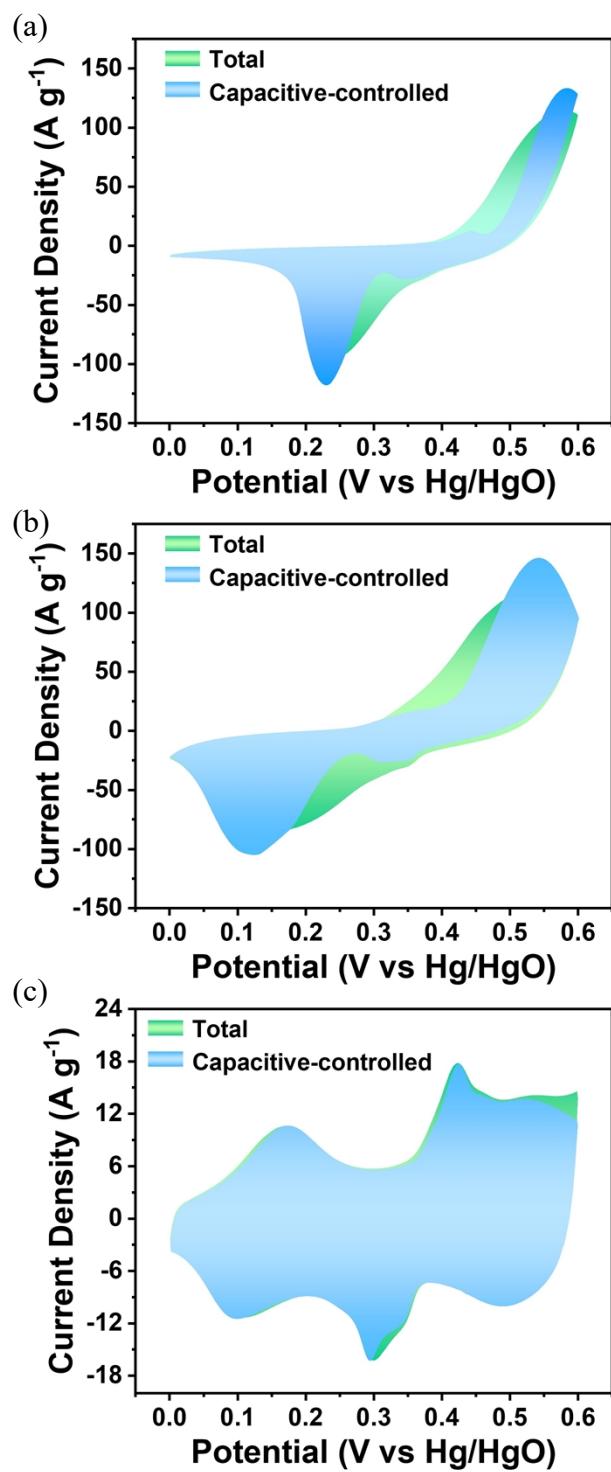 (a)
Total
Capacitive-controlled
150
100
50
0
-50
-100
-150
Current Density (A g-1)
0.0 0.1 0.2 0.3 0.4 0.5 0.6
Potential (V vs Hg/HgO)
(b)
Total
Capacitive-controlled
150
100
50
0
-50
-100
-150
Current Density (A g-1)
0.0 0.1 0.2 0.3 0.4 0.5 0.6
Potential (V vs Hg/HgO)
(c)
Total
Capacitive-controlled
24
18
12
6
0
-6
-12
-18
Current Density (A g-1)
0.0 0.1 0.2 0.3 0.4 0.5 0.6
Potential (V vs Hg/HgO)